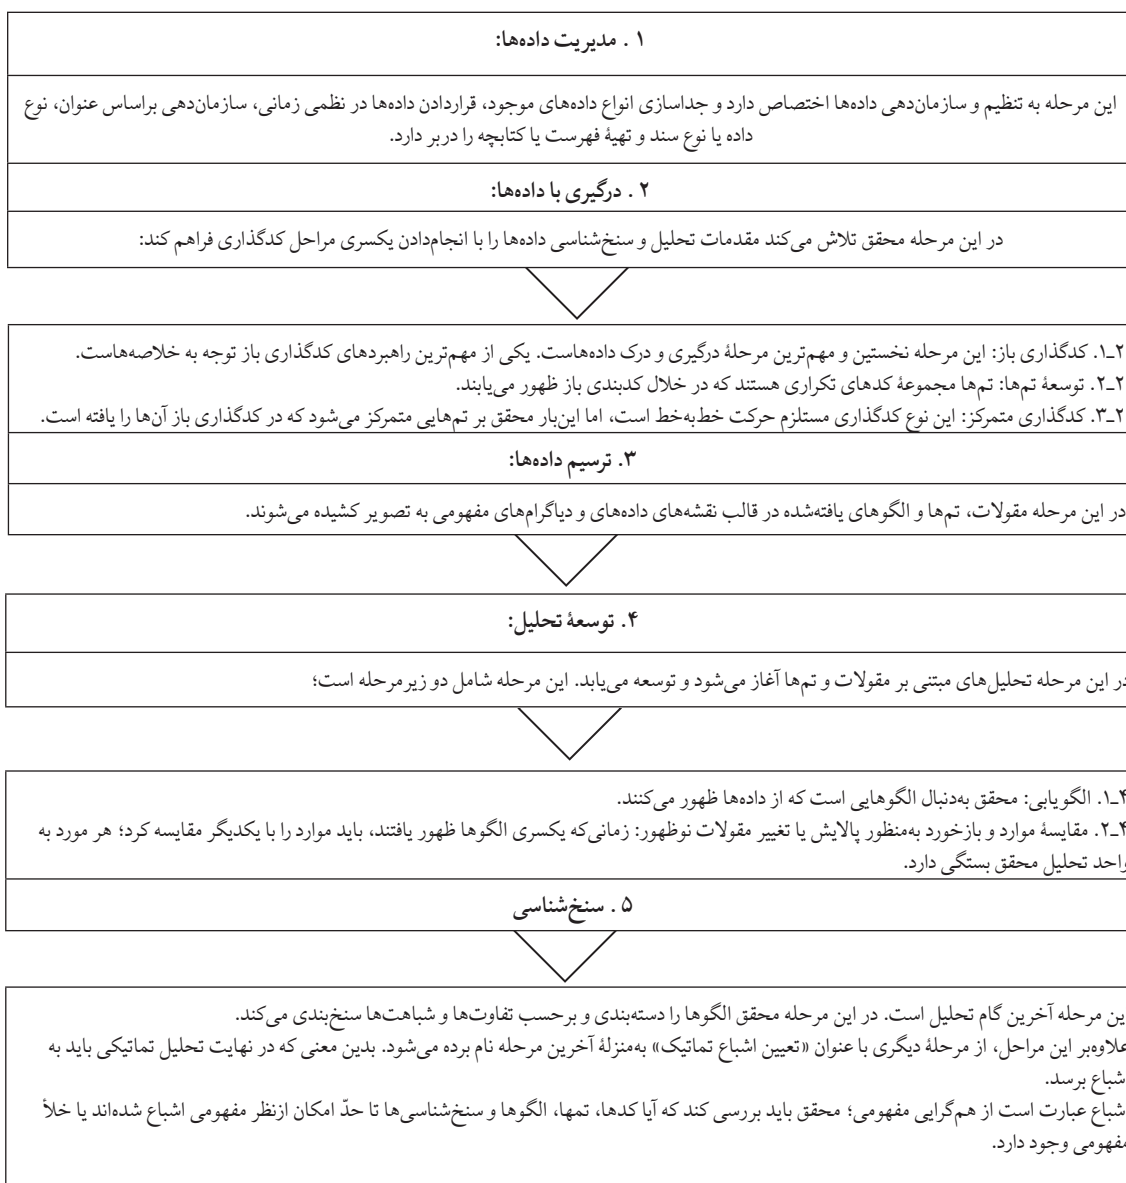 ۱ . مدیریت داده‌ها:
این مرحله به تنظیم و سازمان‌دهی داده‌ها اختصاص دارد و جداسازی انواع داده‌های موجود، قراردادن داده‌ها در نظمی زمانی، سازمان‌دهی براساس عنوان، نوع
داده یا نوع سند و تهیۀ فهرست یا کتابچه را دربر دارد.
۲ . درگیری با داده‌ها:
در این مرحله محقق تلاش می‌کند مقدمات تحلیل و سنخ‌شناسی داده‌ها را با انجام‌دادن یکسری مراحل کدگذاری فراهم کند:
۲ـ۱. کدگذاری باز: این مرحله نخستین و مهم‌ترین مرحلۀ درگیری و درک داده‌هاست. یکی از مهم‌ترین راهبردهای کدگذاری باز توجه به خلاصه‌هاست.
۲ـ۲. توسعۀ تم‌ها: تم‌ها مجموعۀ کدهای تکراری هستند که در خلال کدبندی باز ظهور می‌یابند.
۲ـ۳. کدگذاری متمرکز: این نوع کدگذاری مستلزم حرکت خط‌به‌خط است، اما این‌بار محقق بر تم‌هایی متمرکز می‌شود که در کدگذاری باز آن‌ها را یافته است.
۳. ترسیم داده‌ها:
در این مرحله مقولات، تم‌ها و الگوهای یافته‌شده در قالب نقشه‌های داده‌های و دیاگرام‌های مفهومی به تصویر کشیده می‌شوند.
۴. توسعۀ تحلیل:
در این مرحله تحلیل‌های مبتنی بر مقولات و تم‌ها آغاز می‌شود و توسعه می‌یابد. این مرحله شامل دو زیرمرحله است؛
۴ـ۱. الگویابی: محقق به‌دنبال الگوهایی است که از داده‌ها ظهور می‌کنند.
۴ـ۲. مقایسۀ موارد و بازخورد به‌منظور پالایش یا تغییر مقولات نوظهور: زمانی‌که یکسری الگوها ظهور یافتند، باید موارد را با یکدیگر مقایسه کرد؛ هر مورد به
واحد تحلیل محقق بستگی دارد.
۵ . سنخ‌شناسی
ین مرحله آخرین گام تحلیل است. در این مرحله محقق الگوها را دسته‌بندی و برحسب تفاوت‌ها و شباهت‌ها سنخ‌بندی می‌کند.
علاوه‌بر این مراحل، از مرحلۀ دیگری با عنوان «تعیین اشباع تماتیک» به‌منزلۀ آخرین مرحله نام برده می‌شود. بدین معنی که در نهایت تحلیل تماتیکی باید به
شباع برسد.
شباع عبارت است از هم‌گرایی مفهومی؛ محقق باید بررسی کند که آیا کدها، تمها، الگوها و سنخ‌شناسی‌ها تا حدّ امکان ازنظر مفهومی اشباع شده‌اند یا خلأ
مفهومی وجود دارد.